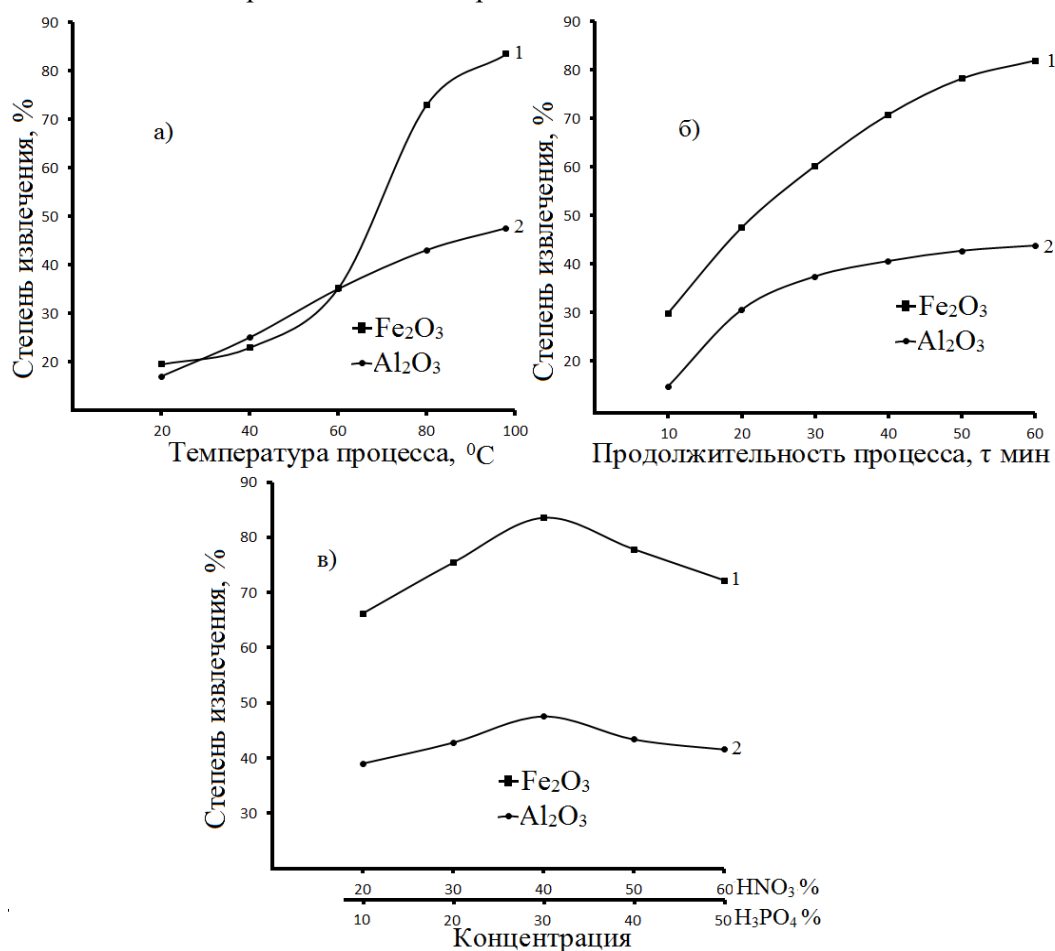 90
80
70
60
50
40
30
20
Степень извлечения, %
а)
1
2
Fe₂O₃
Al₂O₃
20 40 60 80 100
Температура процесса, ⁰C
90
80
70
60
50
40
30
20
Степень извлечения, %
б)
1
2
Fe₂O₃
Al₂O₃
10 20 30 40 50 60
Продолжительность процесса, τ мин
90
80
70
60
50
40
30
Степень извлечения, %
в)
1
2
Fe₂O₃
Al₂O₃
20 30 40 50 60 HNO₃ %
10 20 30 40 50 H₃PO₄ %
Концентрация